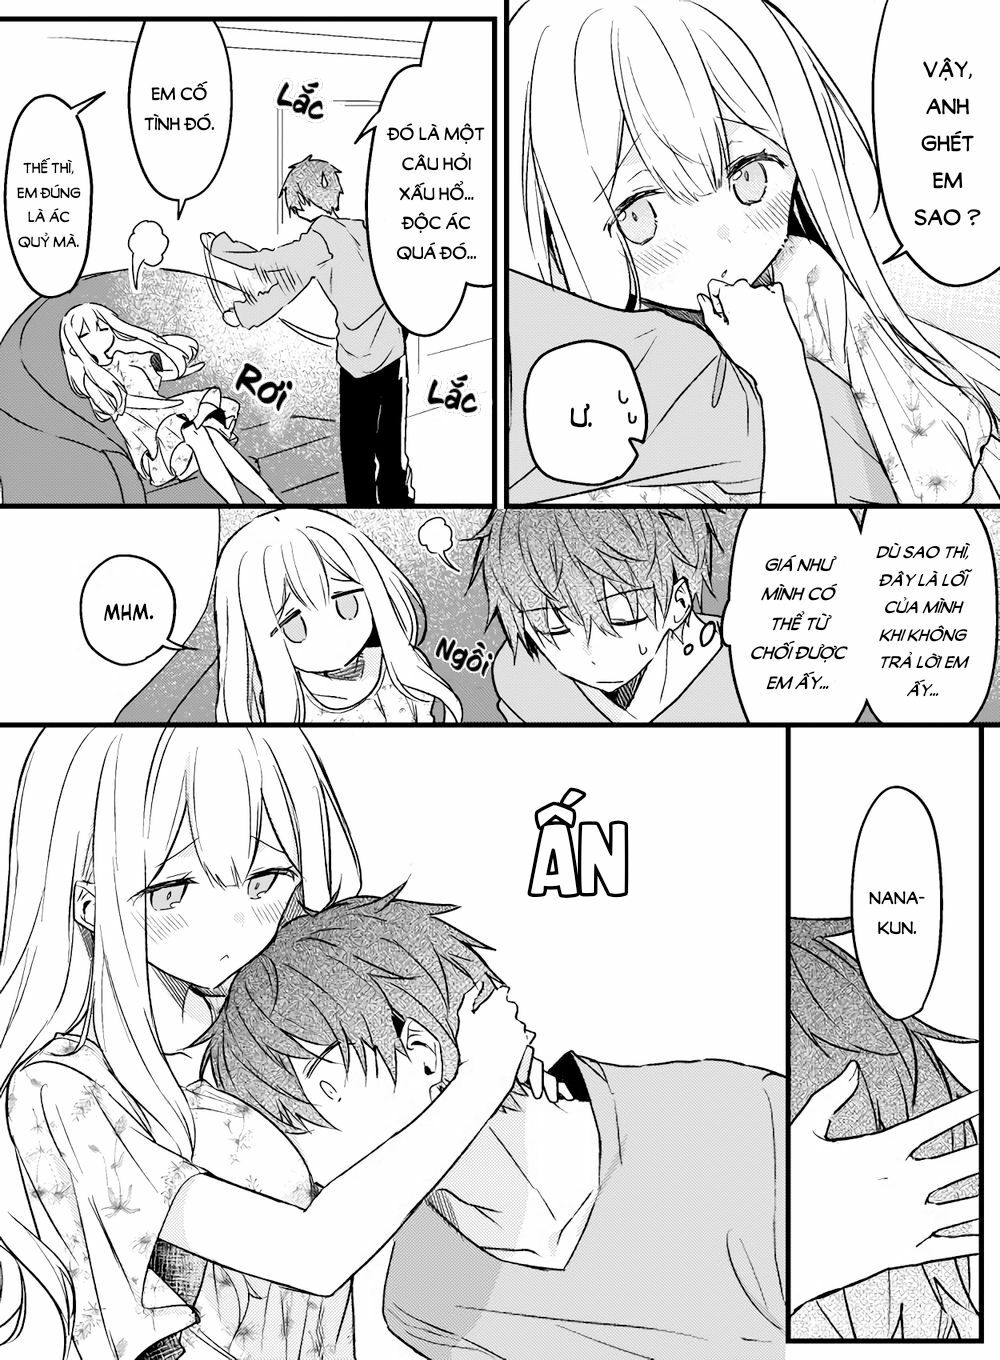 VẬY,
ANH
GHÉT
EM
SAO ?
Ư.
ĐÓ LÀ MỘT
CÂU HỎI
XẤU HỔ...
ĐỘC ÁC
QUÁ ĐÓ...
LẮC
LẮC
EM CỐ
TÌNH ĐÓ.
RƠI
THẾ THÌ,
EM ĐÚNG
LÀ ÁC
QUỶ MÀ.
DÙ SAO THÌ,
ĐÂY LÀ LỖI
CỦA MÌNH
KHI KHÔNG
TRẢ LỜI EM
ẤY...
GIÁ NHƯ
MÌNH CÓ
THỂ TỪ
CHỐI ĐƯỢC
EM ẤY...
NGỒI
MHM.
NANA-
KUN.
ẤN